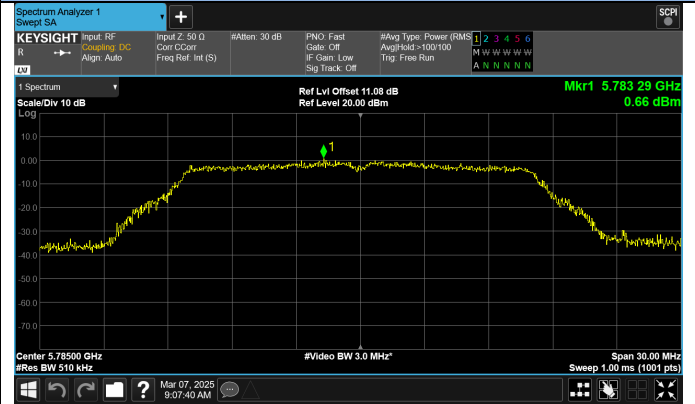 Spectrum Analyzer 1
Swept SA
SCPI
KEYSIGHT
R
LXI
Input: RF
Coupling: DC
Align: Auto
Input Z: 50 Ω
Corr CCorr
Freq Ref: Int (S)
#Atten: 30 dB
PNO: Fast
Gate: Off
IF Gain: Low
Sig Track: Off
#Avg Type: Power (RMS
Avg|Hold:>100/100
Trig: Free Run
1 2 3 4 5 6
M W W W W W
A N N N N N
1 Spectrum
Scale/Div 10 dB
Ref Lvl Offset 11.08 dB
Ref Level 20.00 dBm
Mkr1 5.783 29 GHz
0.66 dBm
Log
1
10.0
0.00
-10.0
-20.0
-30.0
-40.0
-50.0
-60.0
-70.0
Center 5.78500 GHz
#Res BW 510 kHz
#Video BW 3.0 MHz*
Span 30.00 MHz
Sweep 1.00 ms (1001 pts)
?
Mar 07, 2025
9:07:40 AM